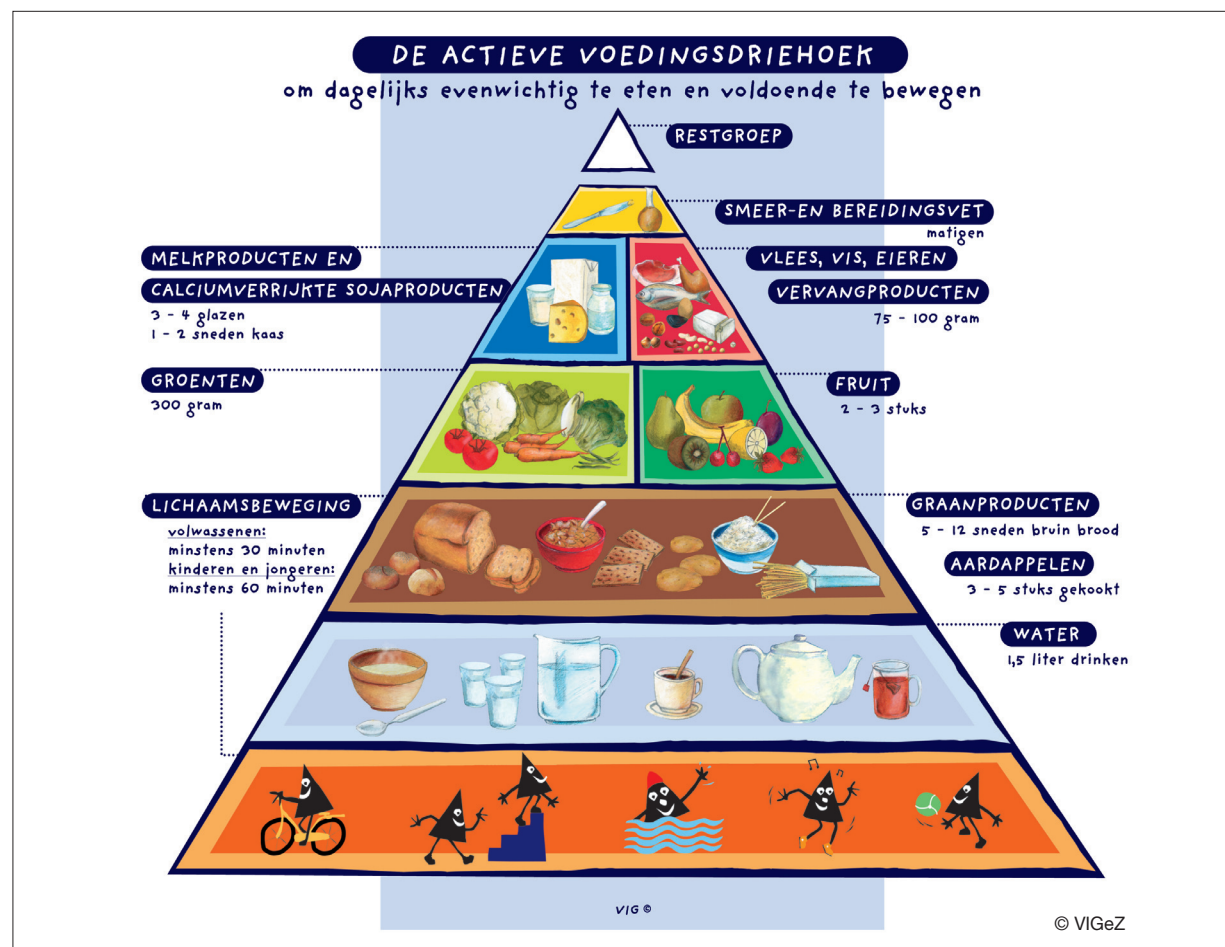 DE ACTIEVE VOEDINGSDRIEHOEK
om dagelijks evenwichtig te eten en voldoende te bewegen
RESTGROEP
SMEER-EN BEREIDINGSVET
matigen
MELKPRODUCTEN EN
CALCIUMVERRIJKTE SOJAPRODUCTEN
3 - 4 glazen
1 - 2 sneden kaas
VLEES, VIS, EIEREN
VERVANGPRODUCTEN
75 - 100 gram
GROENTEN
300 gram
FRUIT
2 - 3 stuks
LICHAAMSBEWEGING
volwassenen:
minstens 30 minuten
kinderen en jongeren:
minstens 60 minuten
GRAANPRODUCTEN
5 - 12 sneden bruin brood
AARDAPPELEN
3 - 5 stuks gekookt
WATER
1,5 liter drinken
VIG ©
© VIGeZ